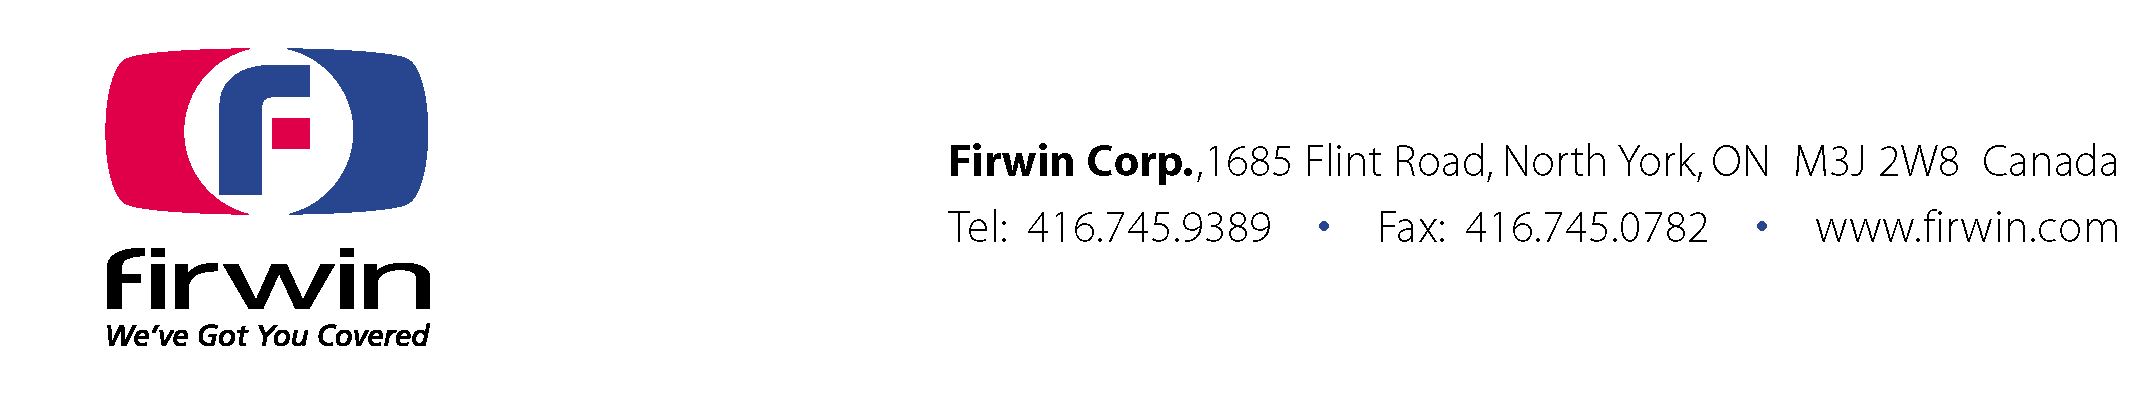 firwin
We've Got You Covered
Firwin Corp.,1685 Flint Road, North York, ON  M3J 2W8  Canada
Tel:  416.745.9389  •  Fax:  416.745.0782  •  www.firwin.com